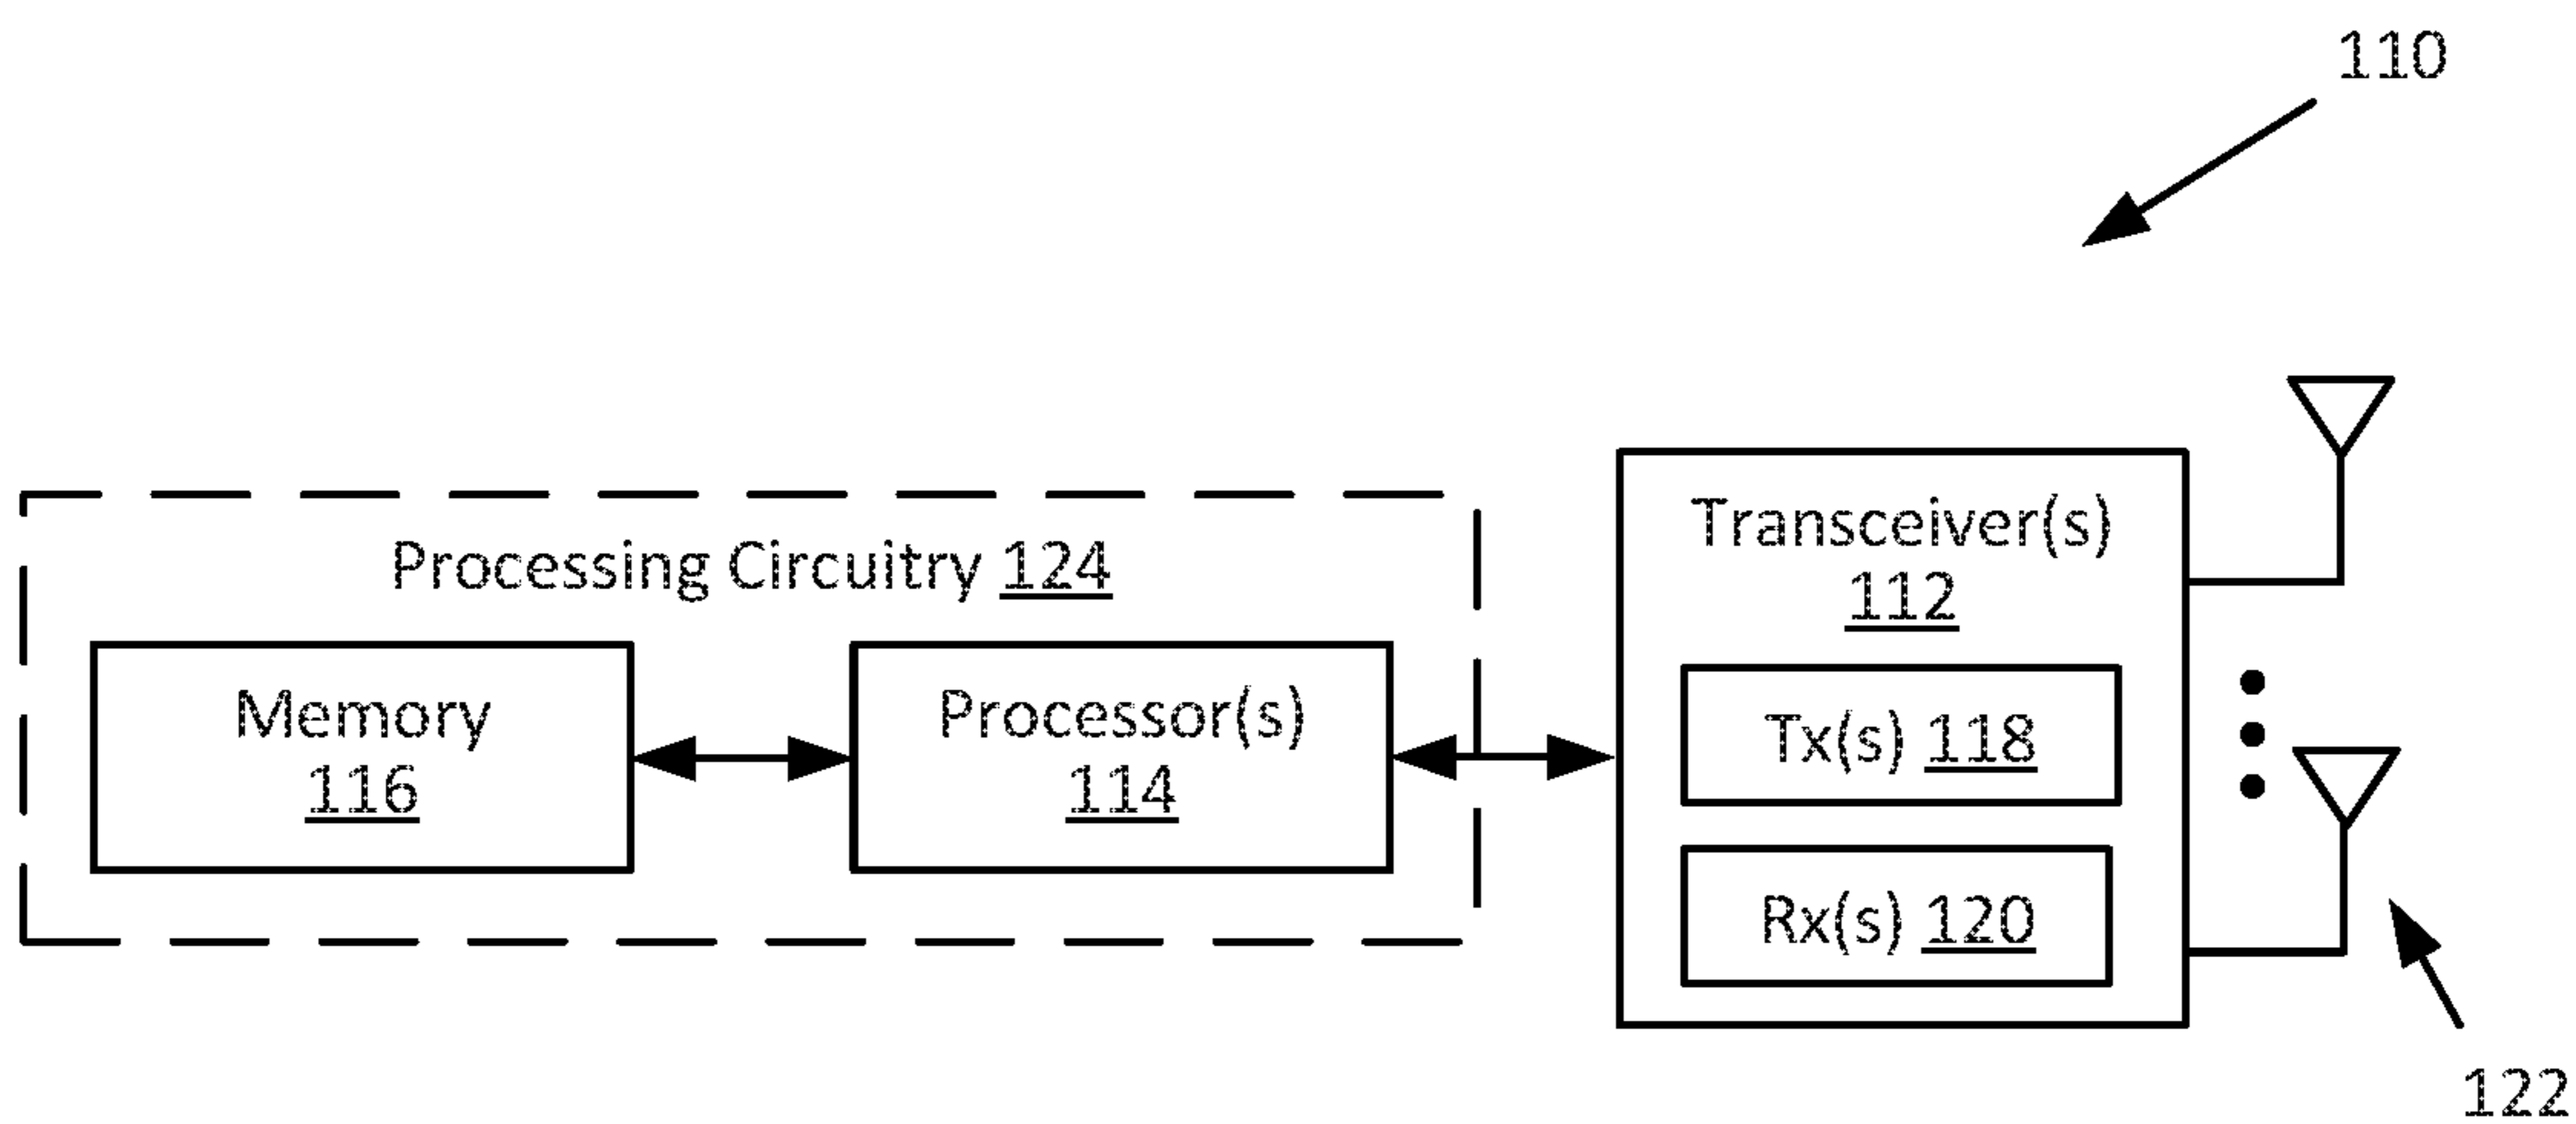 110
Processing Circuitry 124
Memory
116
Processor(s)
114
Transceiver(s)
112
Tx(s) 118
Rx(s) 120
122